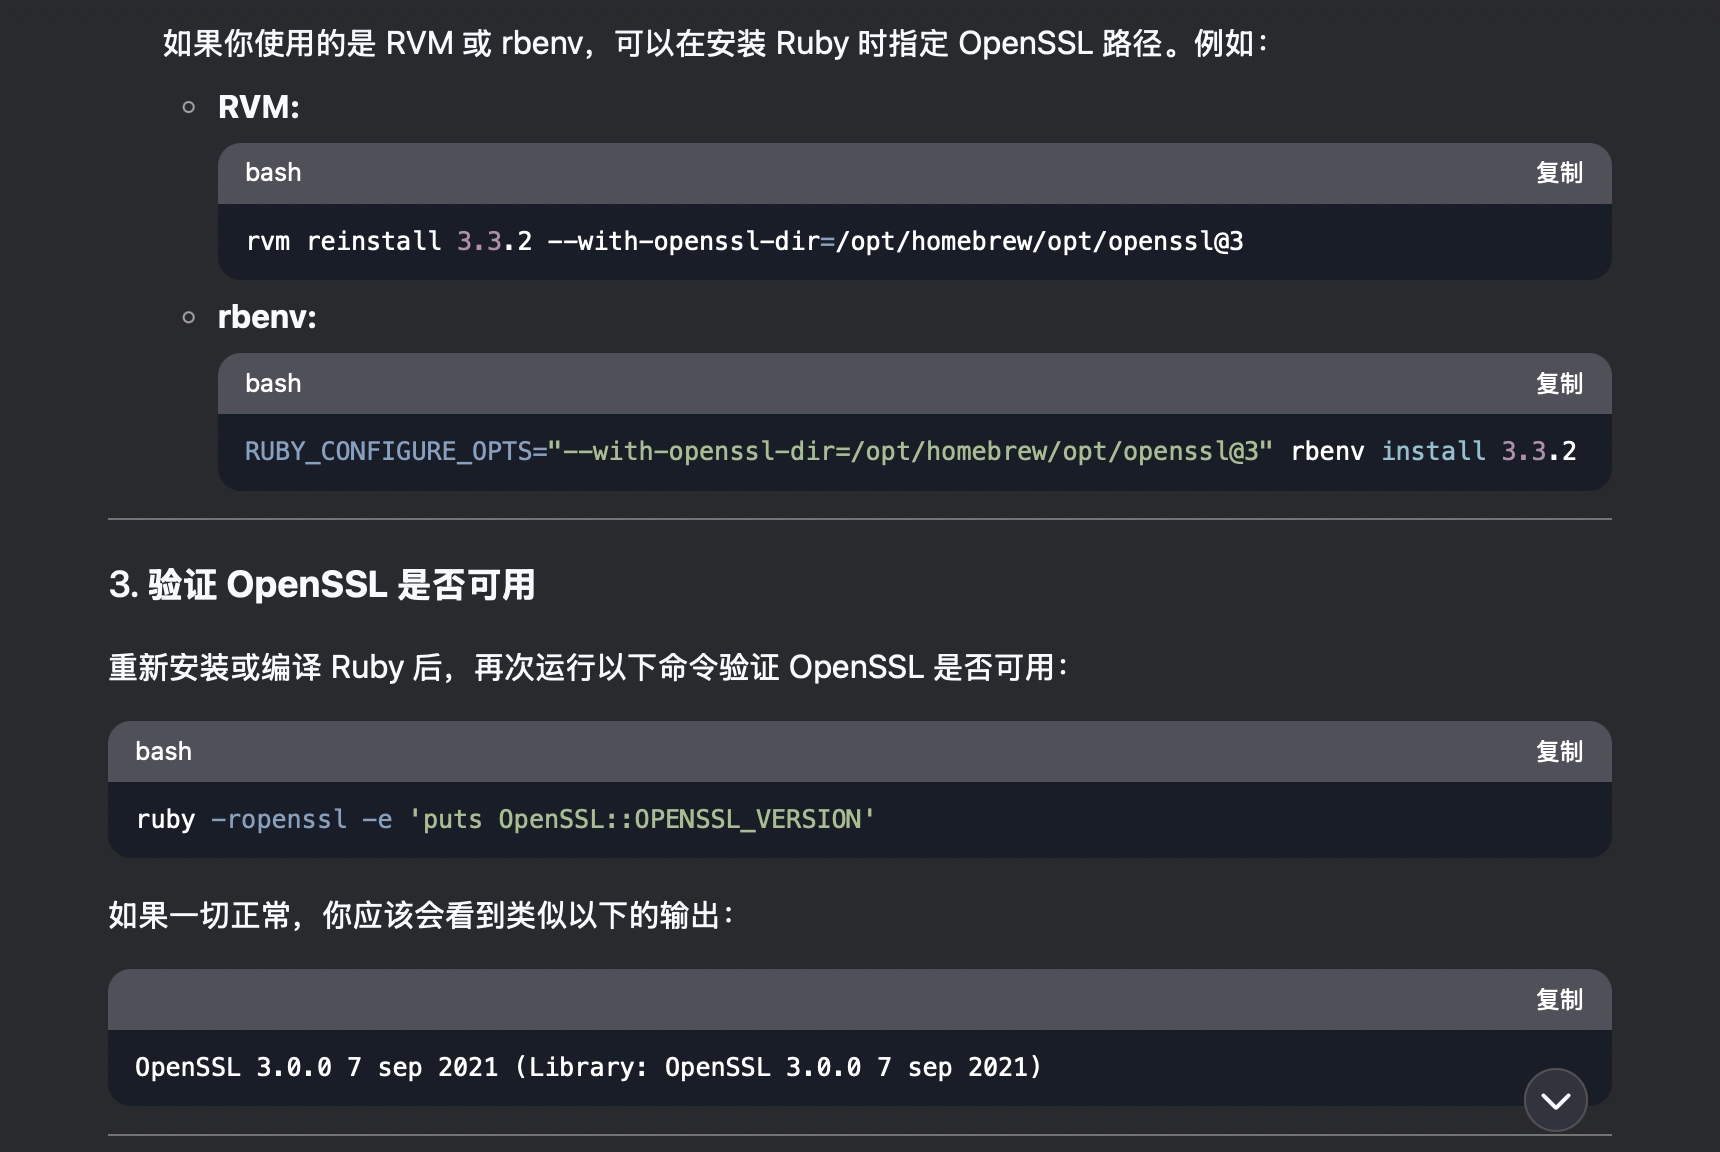 如果你使用的是 RVM 或 rbenv，可以在安装 Ruby 时指定 OpenSSL 路径。例如：
RVM:
bash 复制
rvm reinstall 3.3.2 --with-openssl-dir=/opt/homebrew/opt/openssl@3
rbenv:
bash 复制
RUBY_CONFIGURE_OPTS="--with-openssl-dir=/opt/homebrew/opt/openssl@3" rbenv install 3.3.2
3. 验证 OpenSSL 是否可用
重新安装或编译 Ruby 后，再次运行以下命令验证 OpenSSL 是否可用：
bash 复制
ruby -ropenssl -e 'puts OpenSSL::OPENSSL_VERSION'
如果一切正常，你应该会看到类似以下的输出：
复制
OpenSSL 3.0.0 7 sep 2021 (Library: OpenSSL 3.0.0 7 sep 2021)